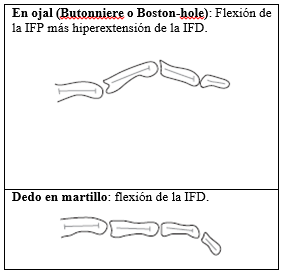 En ojal (Butonniere o Boston-hole): Flexión de
la IFP más hiperextensión de la IFD.
Dedo en martillo: flexión de la IFD.